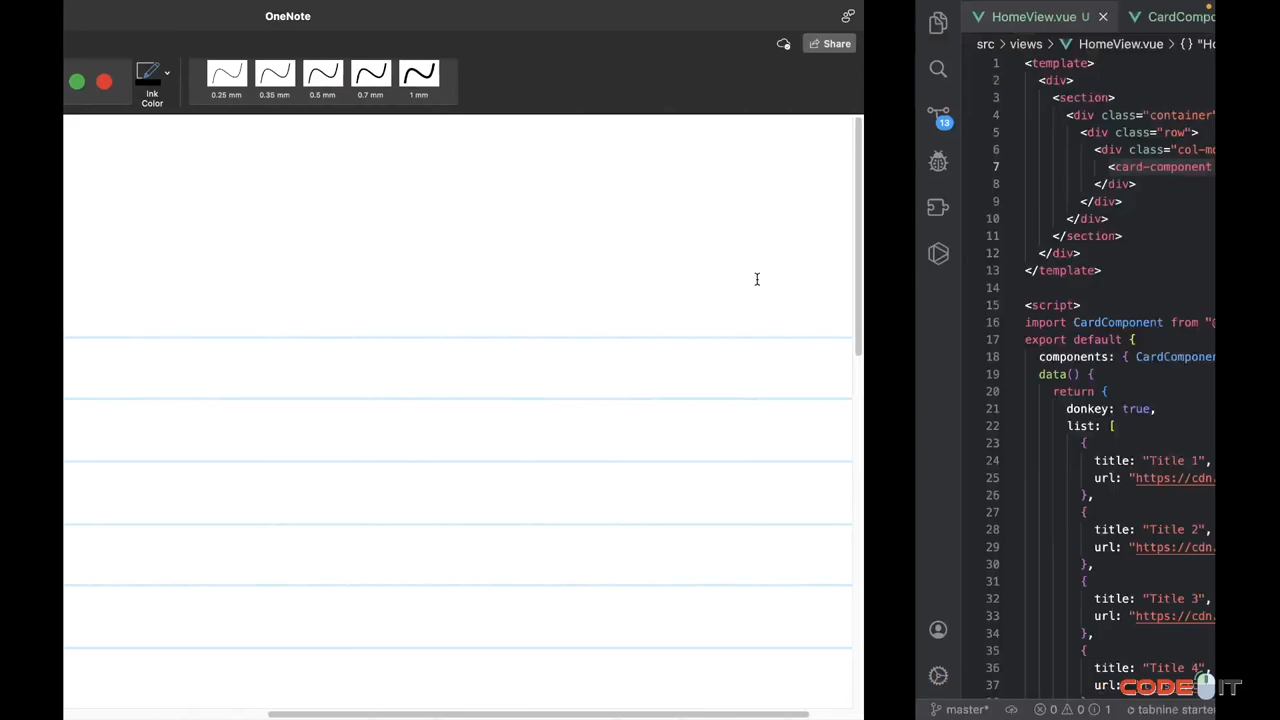 OneNote
Share
Ink
Color
0.25 mm
0.35 mm
0.5 mm
0.7 mm
1 mm
HomeView.vue U
src > views > HomeView.vue > {}
13
1 <template>
2 <div>
3 <section>
4 <div class="container"
5 <div class="row">
6 <div class="col-
7 <card-component
8 </div>
9 </div>
10 </div>
11 </section>
12 </div>
13 </template>
14
15 <script>
16 import CardComponent from "
17 export default {
18 components: {
19 data() {
20 return {
21 donkey: true,
22 list: [
23 {
24 title: "Title 1",
25 url: "https://cdn.
26 },
27 {
28 title: "Title 2",
29 url: "https://cdn.
30 },
31 {
32 title: "Title 3",
33 url: "https://cdn.
34 },
35 {
36 title: "Title 4",
37 url:
master* 0 0 1 tabnine starter
CODE IT